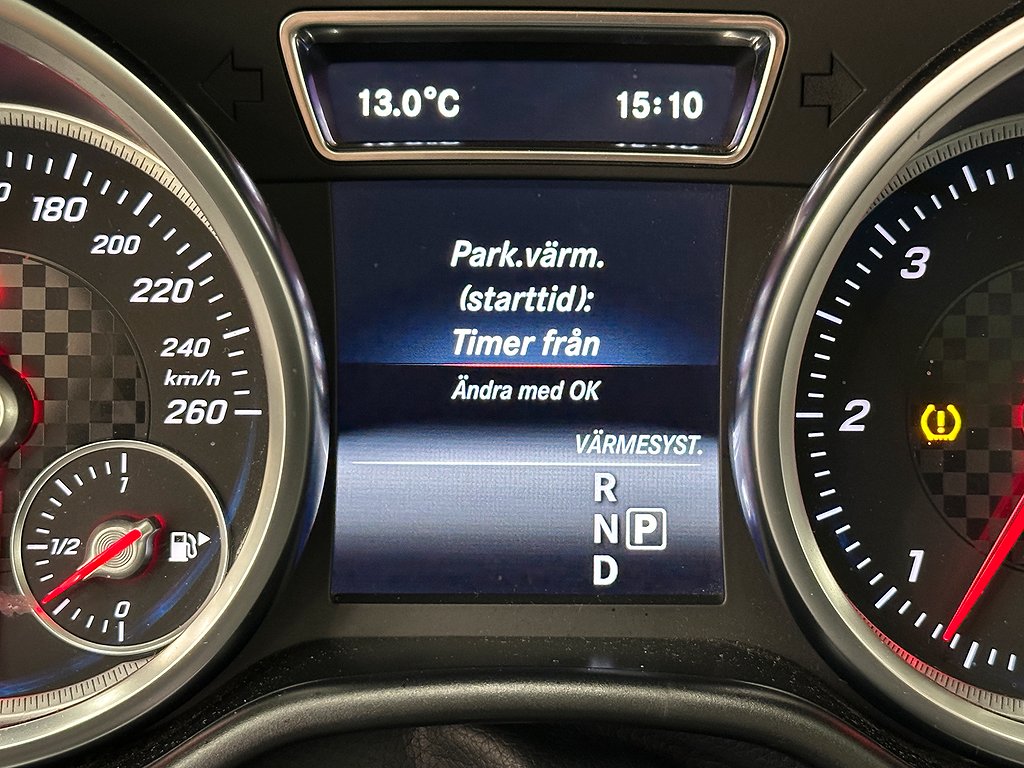 13.0°C 15:10
180
200
220
240
km/h
260
Park.värm.
(starttid):
Timer från
Ändra med OK
VÄRMESYST.
R
N P
D
1
1/2
0
3
2
1